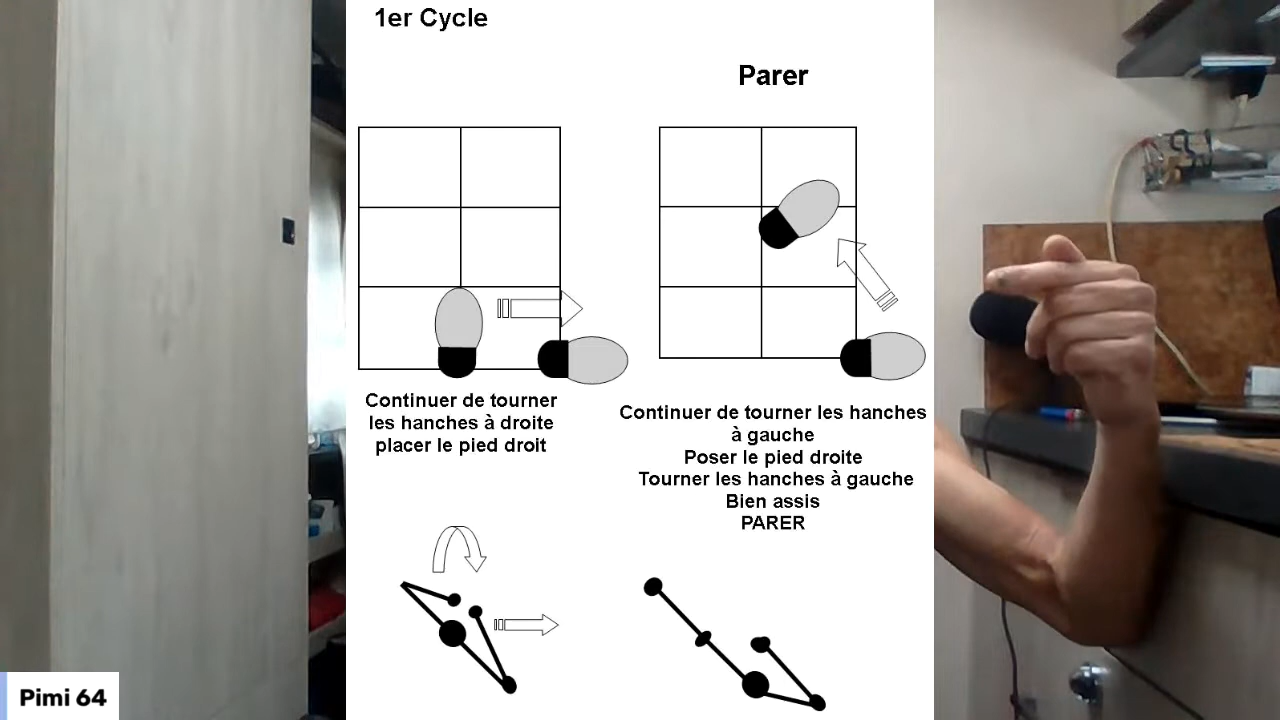 1er Cycle
Parer
Continuer de tourner
les hanches à droite
placer le pied droit
Continuer de tourner les hanches
à gauche
Poser le pied droite
Tourner les hanches à gauche
Bien assis
PARER
Pimi 64